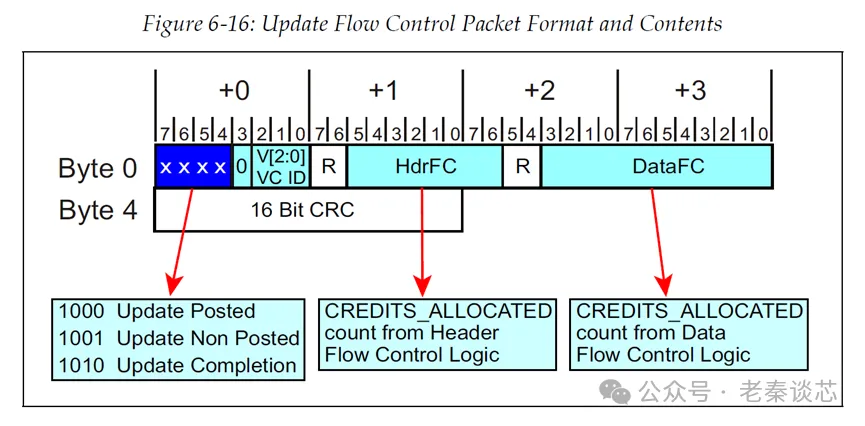 Figure 6-16: Update Flow Control Packet Format and Contents
+0 +1 +2 +3
7 6 5 4 3 2 1 0 7 6 5 4 3 2 1 0 7 6 5 4 3 2 1 0 7 6 5 4 3 2 1 0
Byte 0 x x x x 0 V[2:0] VC ID R HdrFC R DataFC
Byte 4 16 Bit CRC
1000 Update Posted
1001 Update Non Posted
1010 Update Completion
CREDITS_ALLOCATED
count from Header
Flow Control Logic
CREDITS_ALLOCATED
count from Data
Flow Control Logic
公众号 · 老秦谈芯